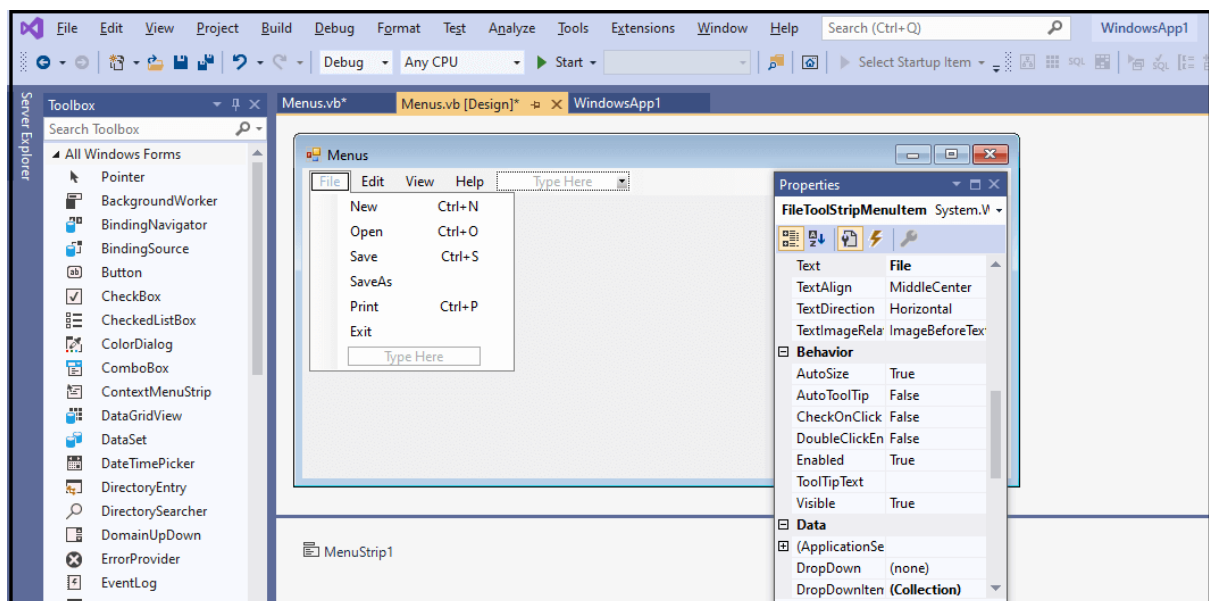 File Edit View Project Build Debug Format Test Analyze Tools Extensions Window Help Search (Ctrl+Q) WindowsApp1
Debug Any CPU Start Select Startup Item SQL
Server Explorer
Toolbox
Search Toolbox
All Windows Forms
Pointer
BackgroundWorker
BindingNavigator
BindingSource
Button
CheckBox
CheckedListBox
ColorDialog
ComboBox
ContextMenuStrip
DataGridView
DataSet
DateTimePicker
DirectoryEntry
DirectorySearcher
DomainUpDown
ErrorProvider
EventLog
Menus.vb* Menus.vb [Design]* WindowsApp1
Menus
File Edit View Help Type Here
New Ctrl+N
Open Ctrl+O
Save Ctrl+S
SaveAs
Print Ctrl+P
Exit
Type Here
MenuStrip1
Properties
FileToolStripMenuItem System.W
Text File
TextAlign MiddleCenter
TextDirection Horizontal
TextImageRela ImageBeforeTex
Behavior
AutoSize True
AutoToolTip False
CheckOnClick False
DoubleClickEn False
Enabled True
ToolTipText
Visible True
Data
(ApplicationSe
DropDown (none)
DropDownIten (Collection)